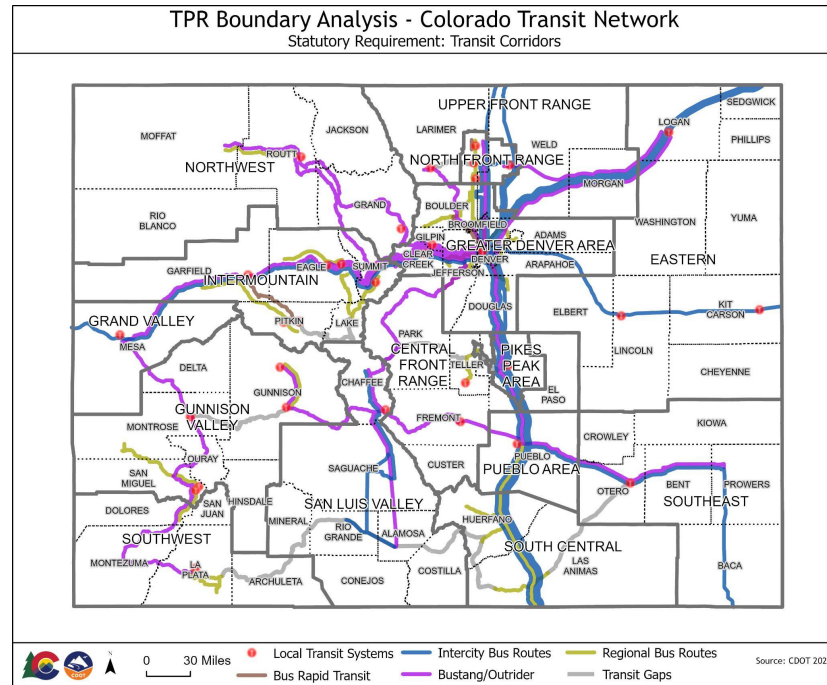 TPR Boundary Analysis - Colorado Transit Network
Statutory Requirement: Transit Corridors
UPPER FRONT RANGE
SEDGWICK
LOGAN
MOFFAT
JACKSON
LARIMER
WELD
PHILLIPS
ROUTT
NORTHWEST
NORTH FRONT RANGE
MORGAN
GRAND
BOULDER
BROOMFIELD
WASHINGTON
YUMA
RIO
BLANCO
GILPIN
ADAMS
GREATER DENVER AREA
CLEAR
CREEK
DENVER
ARAPAHOE
EASTERN
GARFIELD
EAGLE
SUMMIT
JEFFERSON
INTERMOUNTAIN
DOUGLAS
ELBERT
KIT
CARSON
GRAND VALLEY
PITKIN
LAKE
PARK
MESA
LINCOLN
DELTA
CENTRAL
FRONT
RANGE
TELLER
PIKES
PEAK
AREA
CHEYENNE
GUNNISON
CHAFFEE
EL
PASO
GUNNISON
VALLEY
MONTROSE
FREMONT
KIOWA
CROWLEY
OURAY
PUEBLO
PUEBLO AREA
SAGUACHE
CUSTER
SAN
MIGUEL
OTERO
BENT
PROWERS
SOUTHEAST
DOLORES
SAN
JUAN
HINSDALE
MINERAL
SAN LUIS VALLEY
HUERFANO
SOUTHWEST
RIO
GRANDE
ALAMOSA
SOUTH CENTRAL
MONTEZUMA
LA
PLATA
ARCHULETA
CONEJOS
COSTILLA
LAS
ANIMAS
BACA
CDOT
0 30 Miles
Local Transit Systems
Intercity Bus Routes
Regional Bus Routes
Bus Rapid Transit
Bustang/Outrider
Transit Gaps
Source: CDOT 202